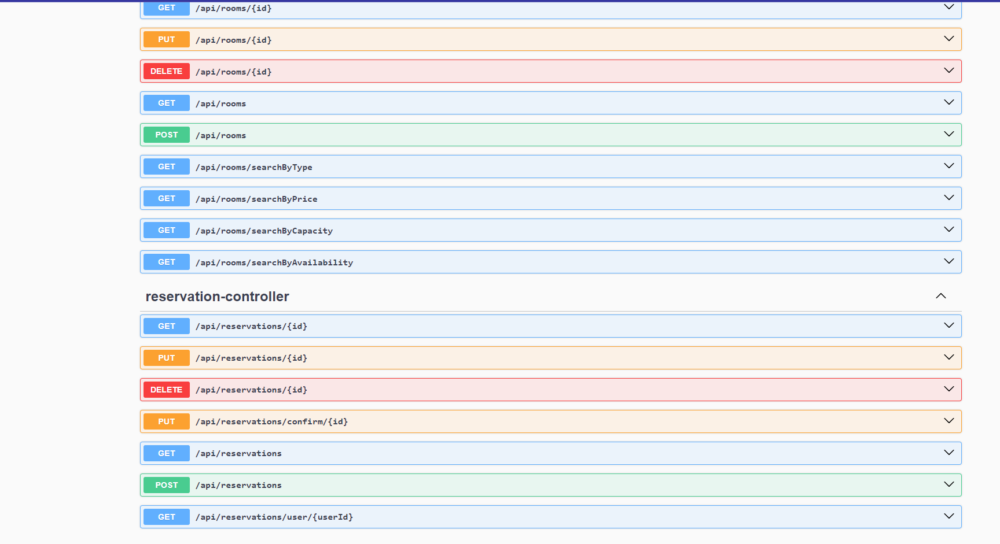 GET /api/rooms/{id}
PUT /api/rooms/{id}
DELETE /api/rooms/{id}
GET /api/rooms
POST /api/rooms
GET /api/rooms/searchByType
GET /api/rooms/searchByPrice
GET /api/rooms/searchByCapacity
GET /api/rooms/searchByAvailability
reservation-controller
GET /api/reservations/{id}
PUT /api/reservations/{id}
DELETE /api/reservations/{id}
PUT /api/reservations/confirm/{id}
GET /api/reservations
POST /api/reservations
GET /api/reservations/user/{userId}